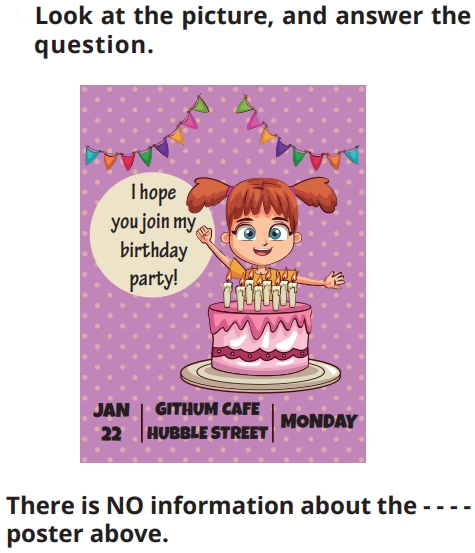 Look at the picture, and answer the
question.
I hope
you join my
birthday
party!
JAN
22
GITHUM CAFE
HUBBLE STREET
MONDAY
There is NO information about the - - - -
poster above.